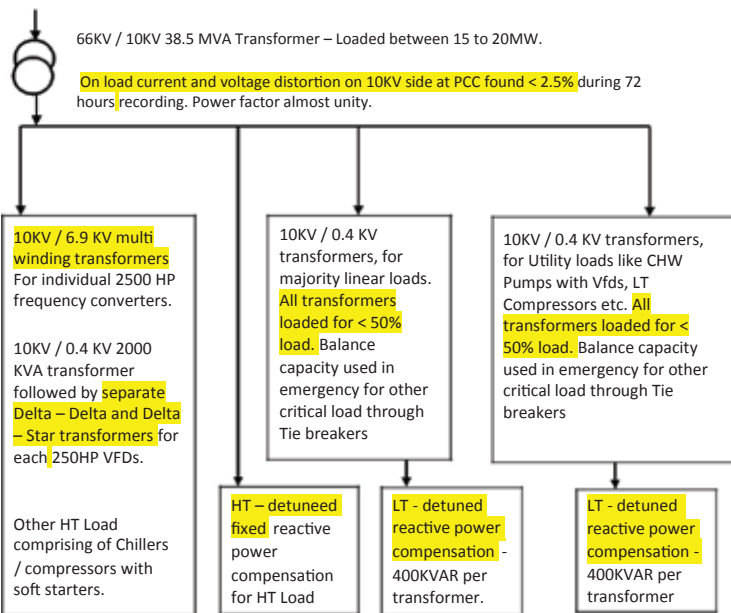 66KV / 10KV 38.5 MVA Transformer – Loaded between 15 to 20MW.
On load current and voltage distortion on 10KV side at PCC found < 2.5% during 72
hours recording. Power factor almost unity.
10KV / 6.9 KV multi
winding transformers
For individual 2500 HP
frequency converters.
10KV / 0.4 KV 2000
KVA transformer
followed by separate
Delta – Delta and Delta
– Star transformers for
each 250HP VFDs.
Other HT Load
comprising of Chillers
/ compressors with
soft starters.
HT – detuneed
fixed reactive
power
compensation
for HT Load
10KV / 0.4 KV
transformers, for
majority linear loads.
All transformers
loaded for < 50%
load. Balance
capacity used in
emergency for other
critical load through
Tie breakers
LT - detuned
reactive power
compensation -
400KVAR per
transformer.
10KV / 0.4 KV transformers,
for Utility loads like CHW
Pumps with Vfds, LT
Compressors etc. All
transformers loaded for <
50% load. Balance capacity
used in emergency for other
critical load through Tie
breakers
LT - detuned
reactive power
compensation -
400KVAR per
transformer